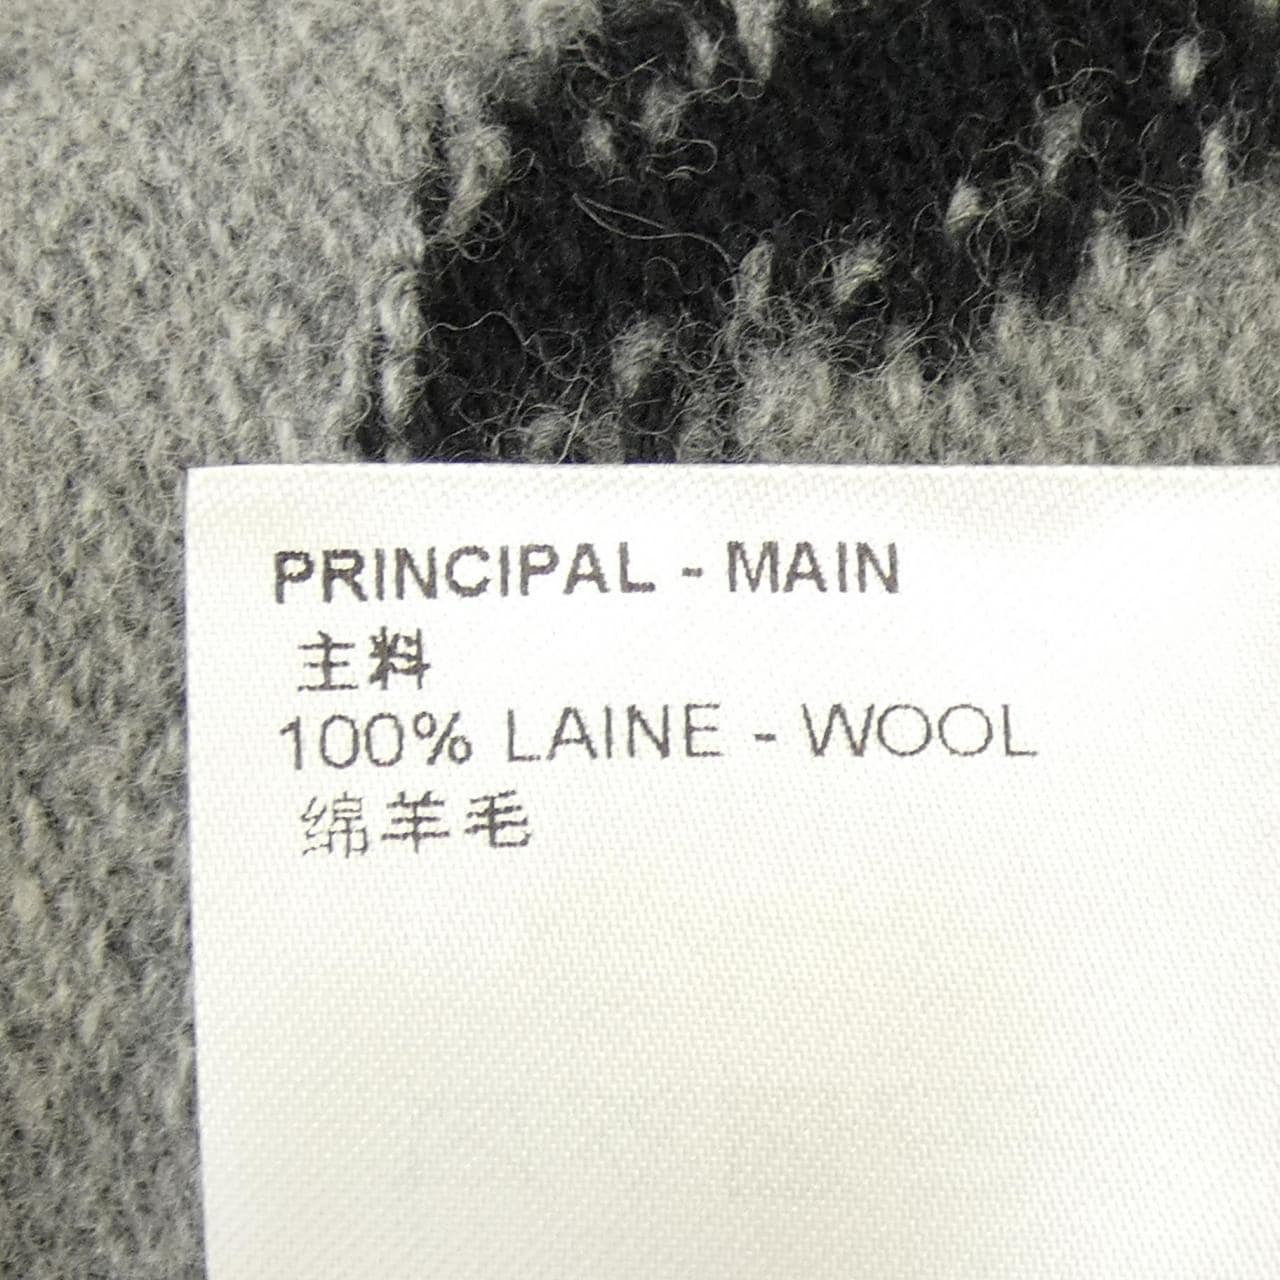 PRINCIPAL - MAIN
主料
100% LAINE - WOOL
绵羊毛